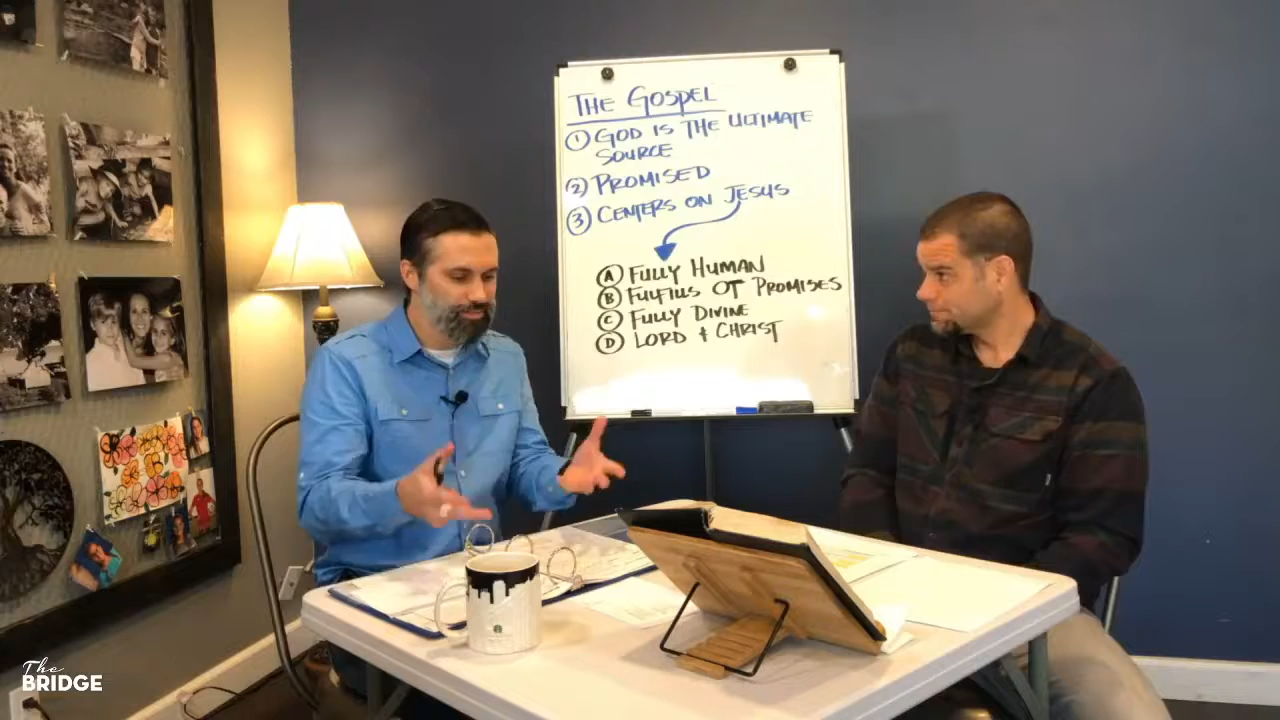 THE GOSPEL
① GOD IS THE ULTIMATE
SOURCE
② PROMISED
③ CENTERS ON JESUS
Ⓐ FULLY HUMAN
Ⓑ FULFILLS OT PROMISES
Ⓒ FULLY DIVINE
Ⓓ LORD + CHRIST
The
BRIDGE